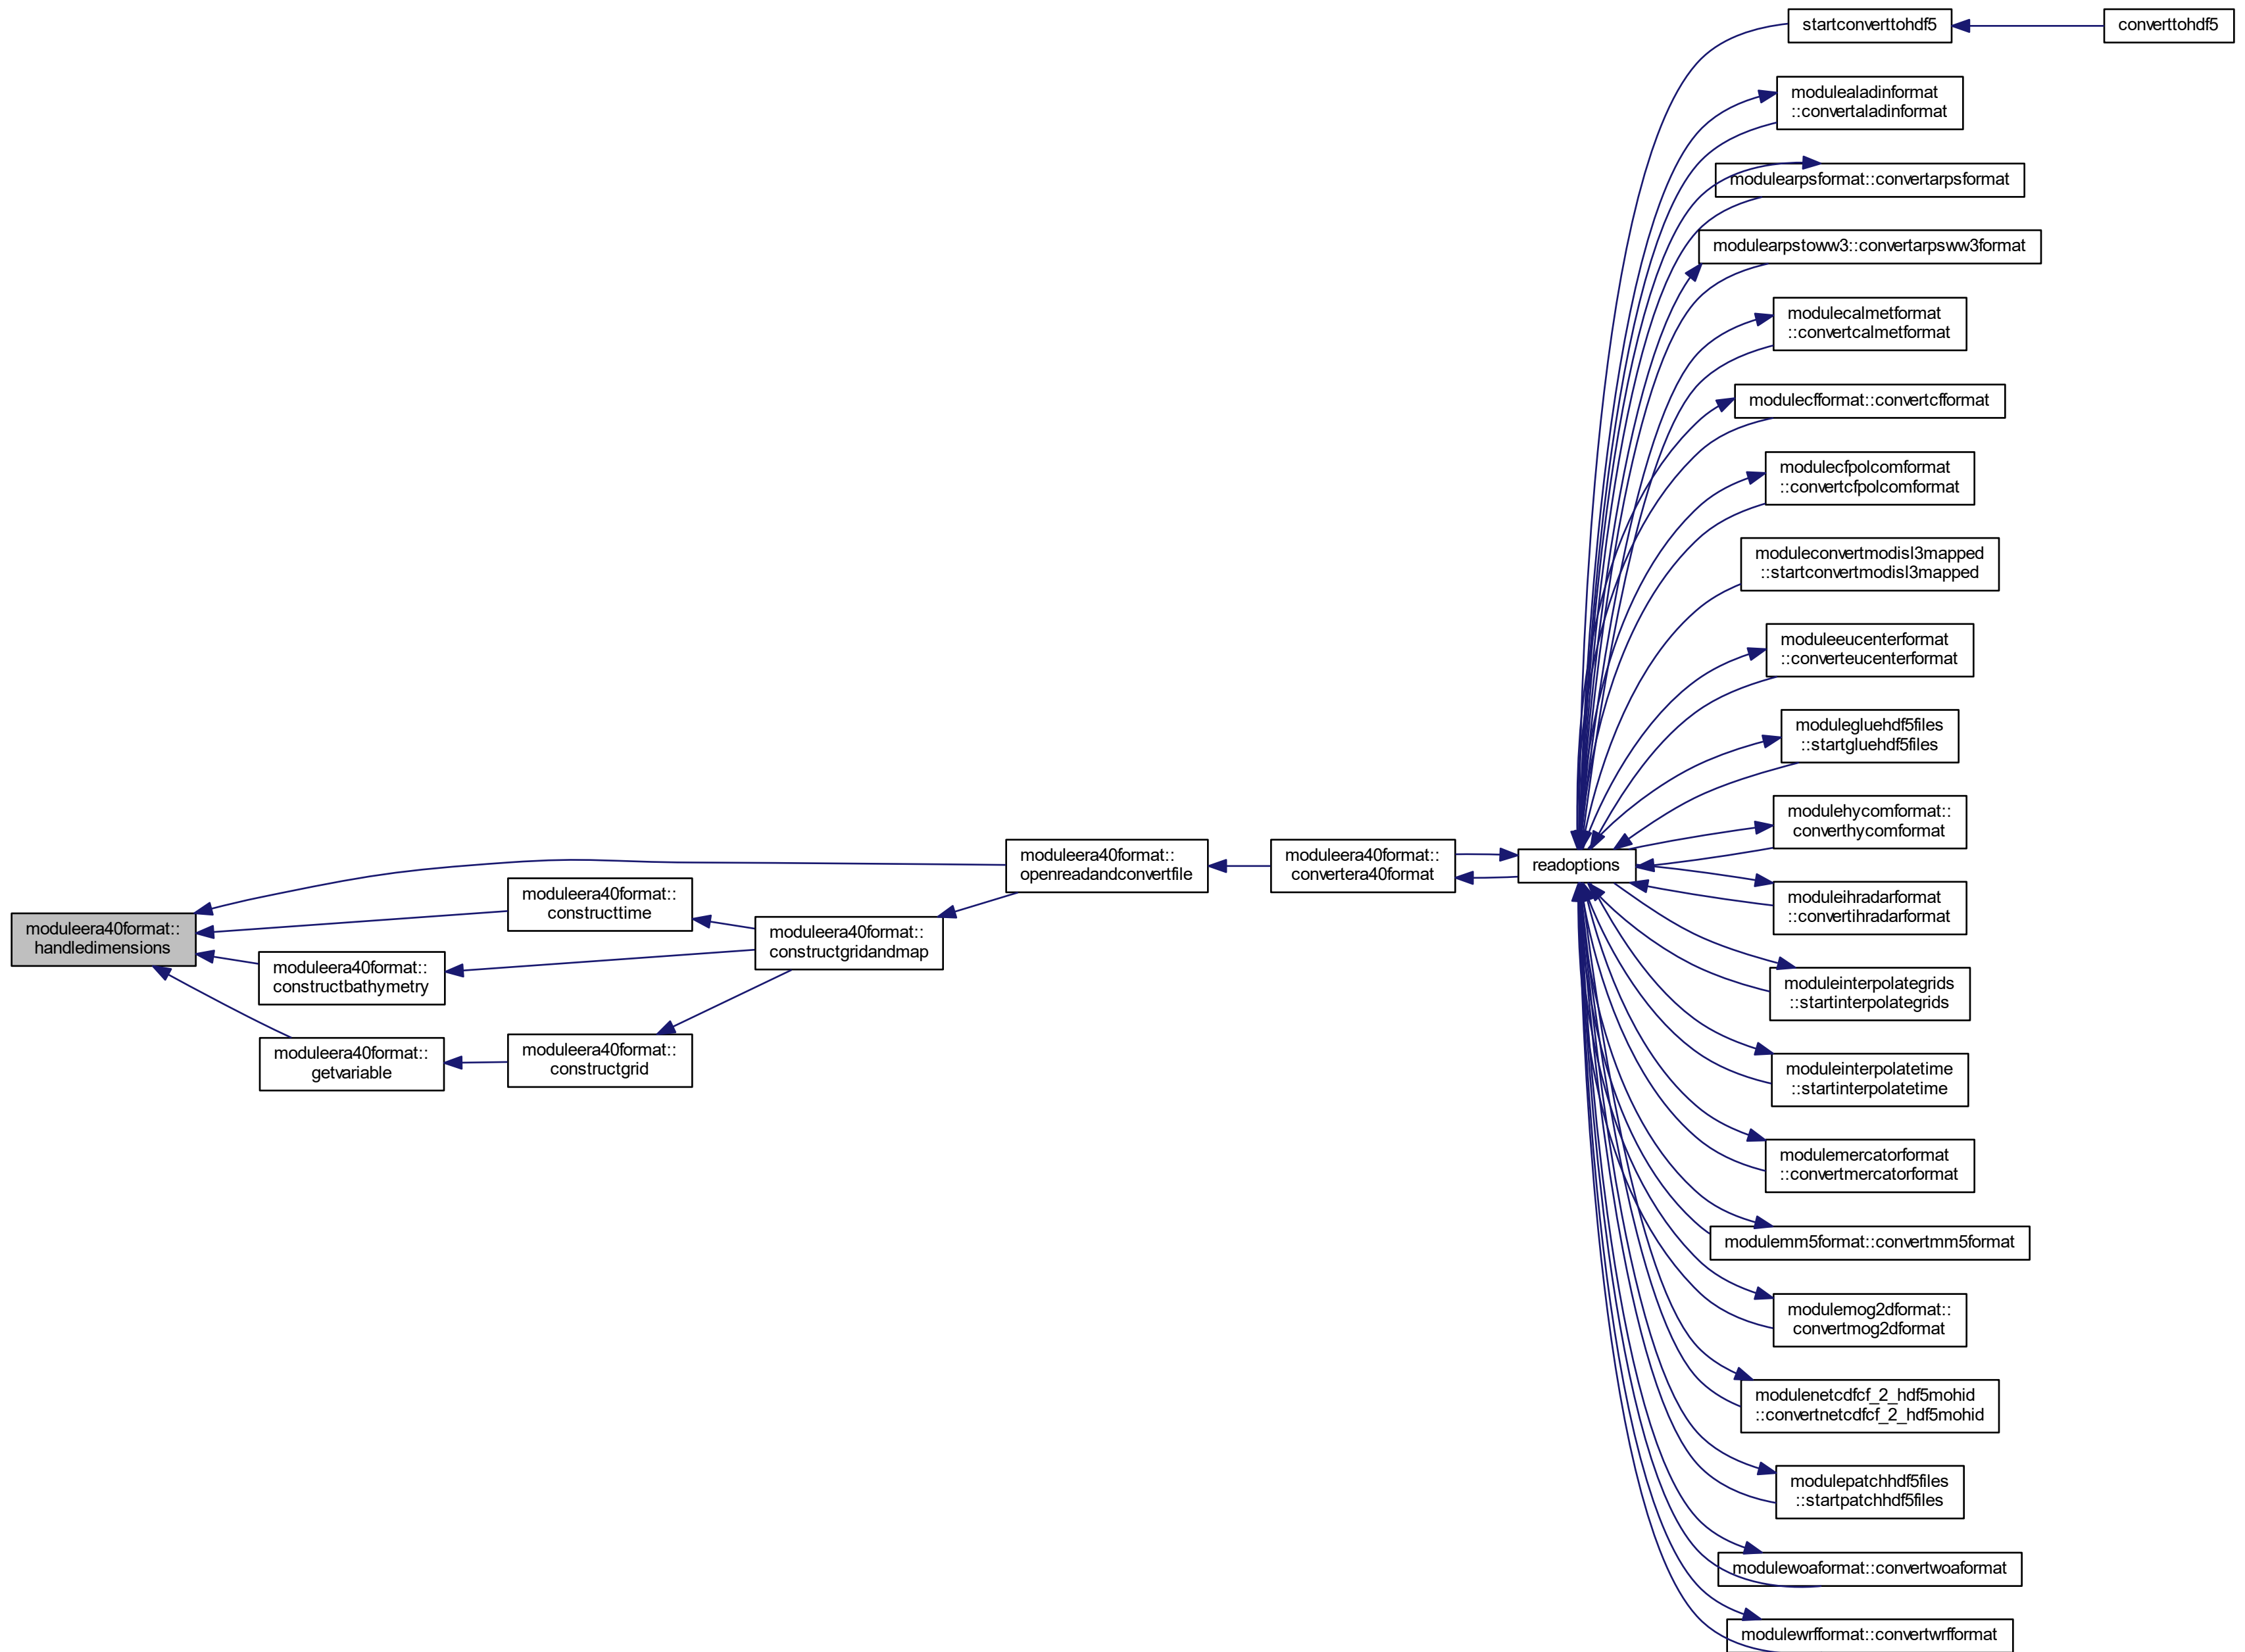 startconverttohdf5
converttohdf5
modulealadinformat
::convertaladinformat
modulearpsformat::convertarpsformat
modulearpstoww3::convertarpsww3format
modulecalmetformat
::convertcalmetformat
modulecfformat::convertcfformat
modulecfpolcomformat
::convertcfpolcomformat
moduleconvertmodisl3mapped
::startconvertmodisl3mapped
moduleeucenterformat
::converteucenterformat
modulegluehdf5files
::startgluehdf5files
modulehycomformat::
converthycomformat
moduleera40format::
openreadandconvertfile
moduleera40format::
convertera40format
readoptions
moduleera40format::
constructtime
moduleihradarformat
::convertihradarformat
moduleera40format::
handledimensions
moduleera40format::
constructgridandmap
moduleera40format::
constructbathymetry
moduleinterpolategrids
::startinterpolategrids
moduleera40format::
getvariable
moduleera40format::
constructgrid
moduleinterpolatetime
::startinterpolatetime
modulemercatorformat
::convertmercatorformat
modulemm5format::convertmm5format
modulemog2dformat::
convertmog2dformat
modulenetcdfcf_2_hdf5mohid
::convertnetcdfcf_2_hdf5mohid
modulepatchhdf5files
::startpatchhdf5files
modulewoaformat::convertwoaformat
modulewrfformat::convertwrfformat